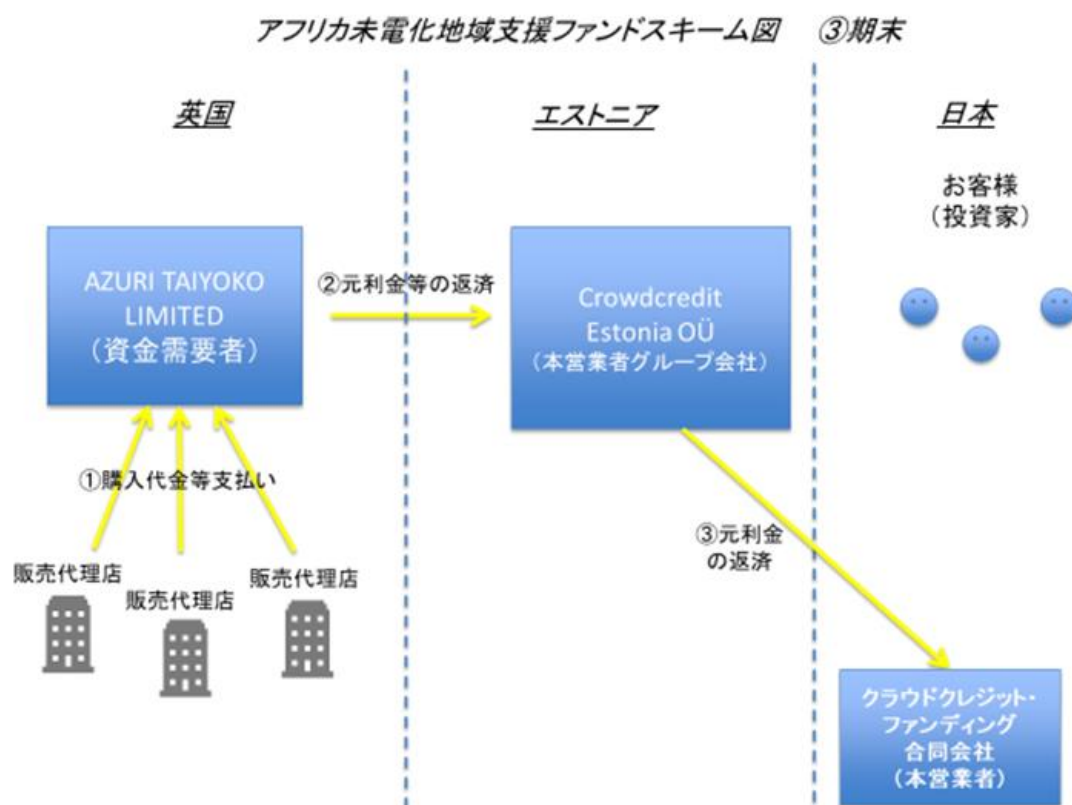 アフリカ未電化地域支援ファンドスキーム図　③期末
英国
エストニア
日本
お客様
（投資家）
AZURI TAIYOKO
LIMITED
（資金需要者）
②元利金等の返済
Crowdcredit
Estonia OÜ
（本営業者グループ会社）
①購入代金等支払い
販売代理店
販売代理店
販売代理店
③元利金
の返済
クラウドクレジット・
ファンディング
合同会社
（本営業者）